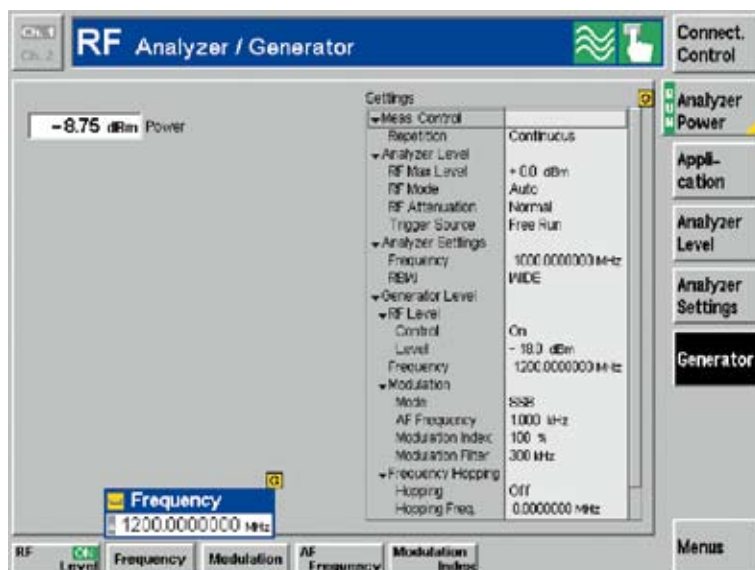 Ch. 1
Ch. 2
RF Analyzer / Generator
Connect. Control
-8.75 dBm Power
Settings
Meas. Control
Repetition Continuous
Analyzer Level
RF Max Level + 0.0 dBm
RF Mode Auto
RF Attenuation Normal
Trigger Source Free Run
Analyzer Settings
Frequency 1000.0000000 MHz
RBW WIDE
Generator Level
RF Level
Control On
Level - 18.0 dBm
Frequency 1200.0000000 MHz
Modulation
Mode SSB
AF Frequency 1.000 kHz
Modulation Index 100 %
Modulation Filter 300 kHz
Frequency Hopping
Hopping Off
Hopping Freq. 0.0000000 MHz
RUN
Analyzer Power
Appli-
cation
Analyzer Level
Analyzer Settings
Generator
G
Frequency
1200.0000000 MHz
RF ON Level
Frequency
Modulation
AF Frequency
Modulation Index
Menus